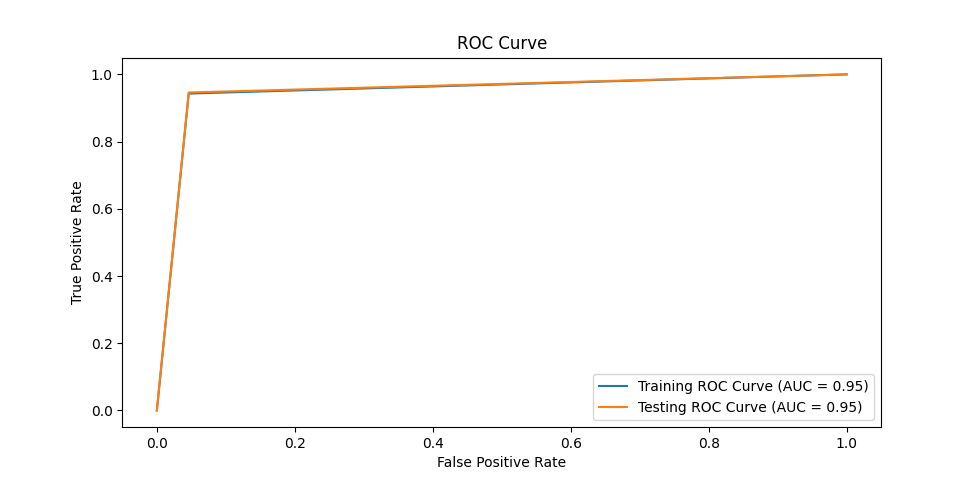 ROC Curve
1.0
0.8
0.6
0.4
0.2
0.0
True Positive Rate
Training ROC Curve (AUC = 0.95)
Testing ROC Curve (AUC = 0.95)
0.0 0.2 0.4 0.6 0.8 1.0
False Positive Rate